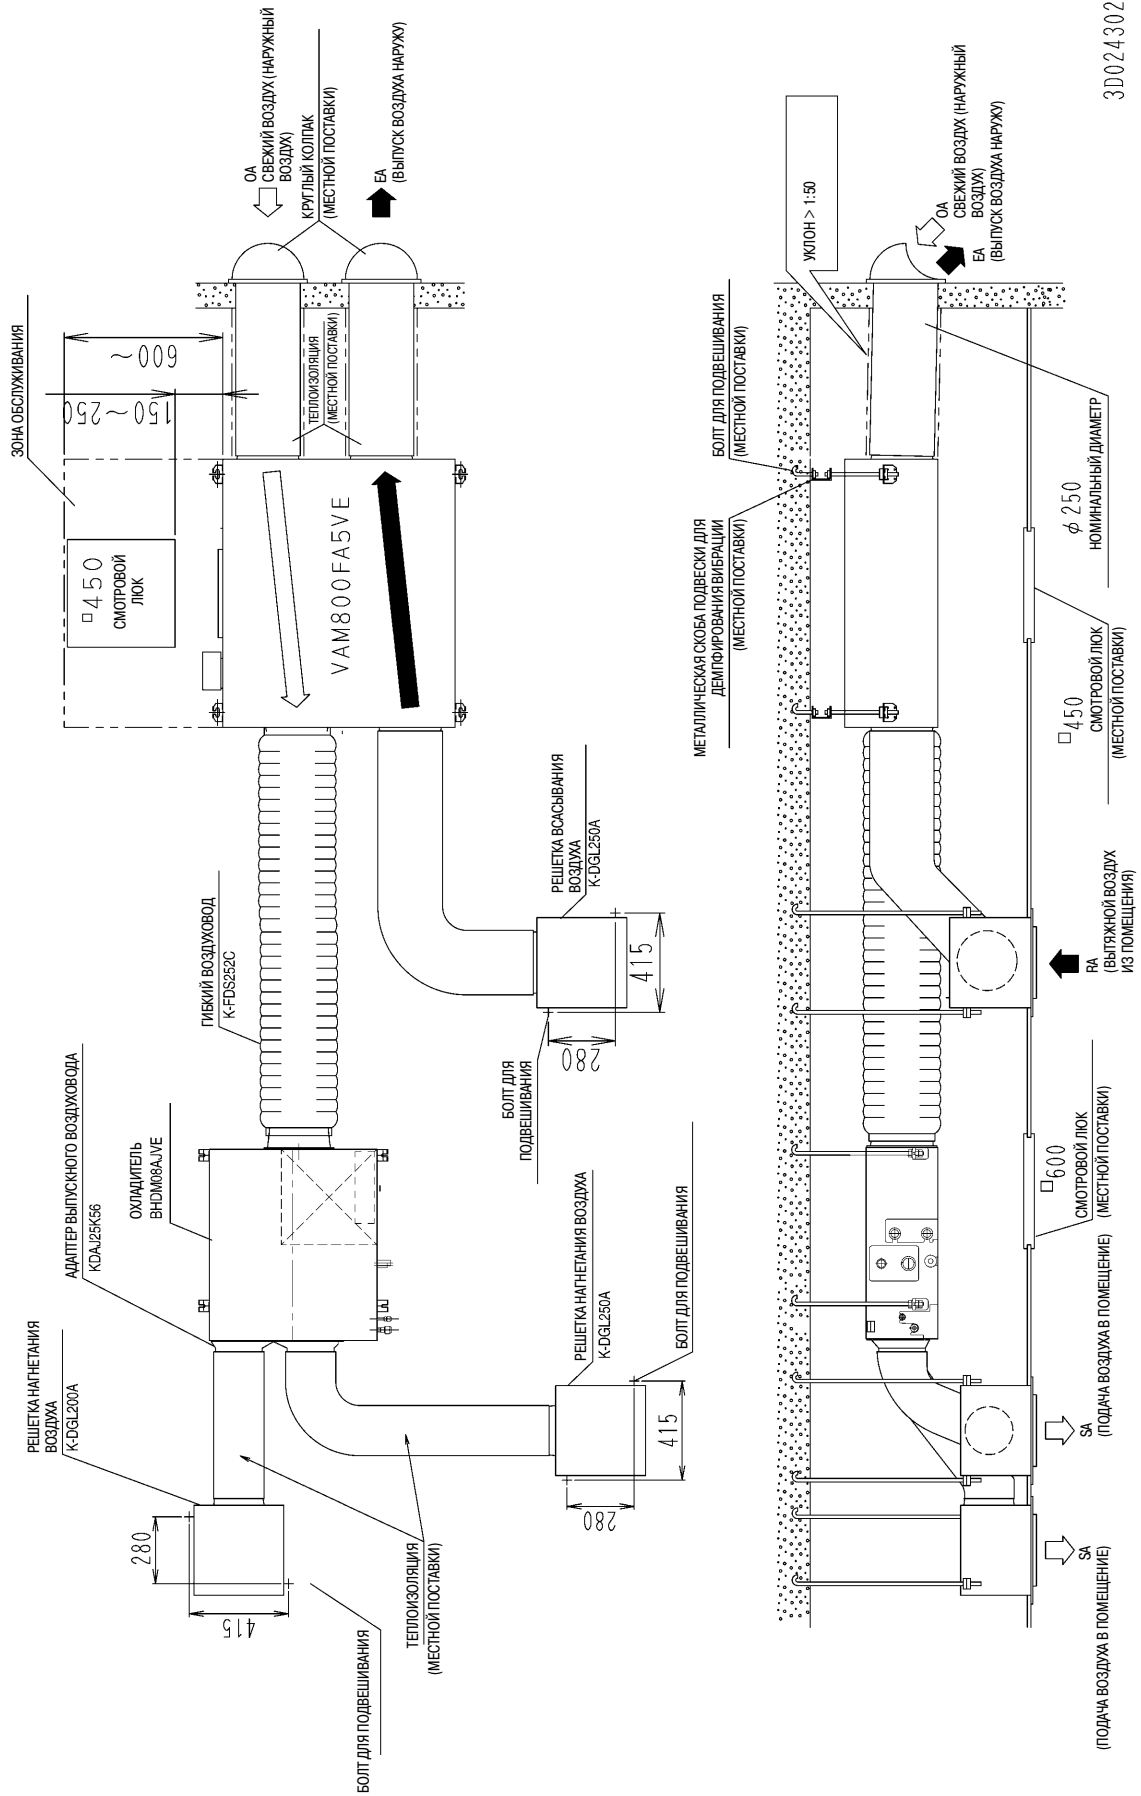 ЗОНА ОБСЛУЖИВАНИЯ
600~
150~250
□450
СМОТРОВОЙ
ЛЮК
OA
СВЕЖИЙ ВОЗДУХ (НАРУЖНЫЙ
ВОЗДУХ)
КРУГЛЫЙ КОЛПАК
(МЕСТНОЙ ПОСТАВКИ)
EA
(ВЫПУСК ВОЗДУХА НАРУЖУ)
ТЕПЛОИЗОЛЯЦИЯ
(МЕСТНОЙ ПОСТАВКИ)
VAM800FA5VE
ГИБКИЙ ВОЗДУХОВОД
K-FDS252C
АДАПТЕР ВЫПУСКНОГО ВОЗДУХОВОДА
KDAJ25K56
ОХЛАДИТЕЛЬ
BHDM08AJVE
РЕШЕТКА НАГНЕТАНИЯ
ВОЗДУХА
K-DGL200A
280
415
БОЛТ ДЛЯ ПОДВЕШИВАНИЯ
ТЕПЛОИЗОЛЯЦИЯ
(МЕСТНОЙ ПОСТАВКИ)
РЕШЕТКА НАГНЕТАНИЯ ВОЗДУХА
K-DGL250A
БОЛТ ДЛЯ ПОДВЕШИВАНИЯ
280
415
РЕШЕТКА ВСАСЫВАНИЯ
ВОЗДУХА
K-DGL250A
БОЛТ ДЛЯ
ПОДВЕШИВАНИЯ
280
415
МЕТАЛЛИЧЕСКАЯ СКОБА ПОДВЕСКИ ДЛЯ
ДЕМПФИРОВАНИЯ ВИБРАЦИИ
(МЕСТНОЙ ПОСТАВКИ)
БОЛТ ДЛЯ ПОДВЕШИВАНИЯ
(МЕСТНОЙ ПОСТАВКИ)
УКЛОН > 1:50
OA
СВЕЖИЙ ВОЗДУХ (НАРУЖНЫЙ
ВОЗДУХ)
EA
(ВЫПУСК ВОЗДУХА НАРУЖУ)
ϕ250
НОМИНАЛЬНЫЙ ДИАМЕТР
□450
СМОТРОВОЙ ЛЮК
(МЕСТНОЙ ПОСТАВКИ)
RA
(ВЫТЯЖНОЙ ВОЗДУХ
ИЗ ПОМЕЩЕНИЯ)
□600
СМОТРОВОЙ ЛЮК
(МЕСТНОЙ ПОСТАВКИ)
SA
(ПОДАЧА ВОЗДУХА В ПОМЕЩЕНИЕ)
SA
(ПОДАЧА ВОЗДУХА В ПОМЕЩЕНИЕ)
3D024302